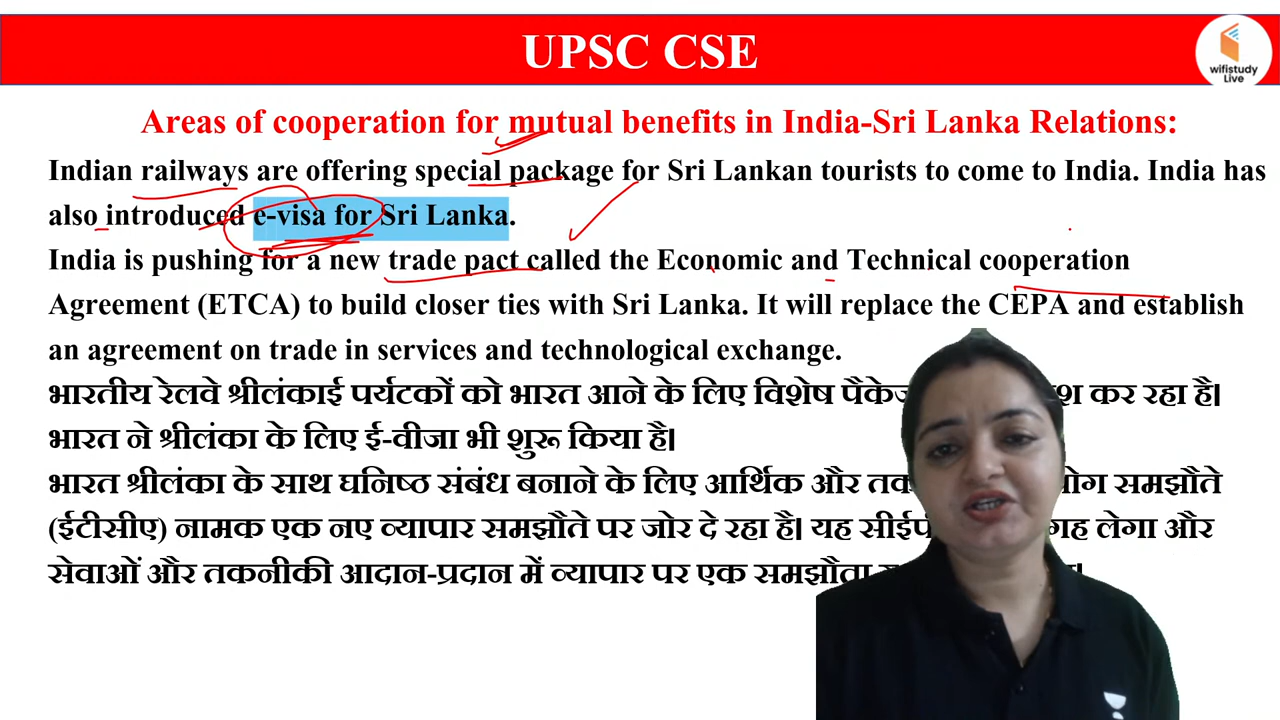 UPSC CSE
wifistudy
Live
Areas of cooperation for mutual benefits in India-Sri Lanka Relations:
Indian railways are offering special package for Sri Lankan tourists to come to India. India has
also introduced e-visa for Sri Lanka.
India is pushing for a new trade pact called the Economic and Technical cooperation
Agreement (ETCA) to build closer ties with Sri Lanka. It will replace the CEPA and establish
an agreement on trade in services and technological exchange.
भारतीय रेलवे श्रीलंकाई पर्यटकों को भारत आने के लिए विशेष कर रहा है।
भारत ने श्रीलंका के लिए ई-वीजा भी शुरू किया है।
भारत श्रीलंका के साथ घनिष्ठ संबंध बनाने के लिए आर्थिक और समझौते
(ईटीसीए) नामक एक नए व्यापार समझौते पर जोर दे रहा है। यह लेगा और
सेवाओं और तकनीकी आदान-प्रदान में व्यापार पर एक समझौता